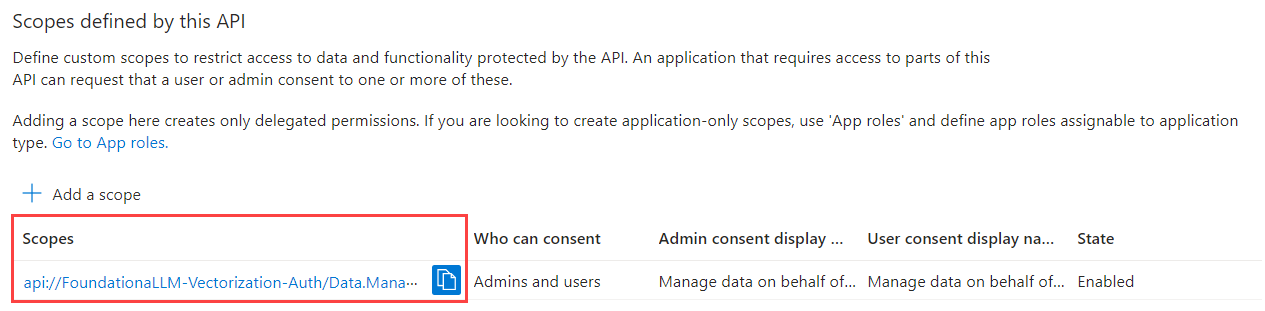 Scopes defined by this API
Define custom scopes to restrict access to data and functionality protected by the API. An application that requires access to parts of this
API can request that a user or admin consent to one or more of these.
Adding a scope here creates only delegated permissions. If you are looking to create application-only scopes, use 'App roles' and define app roles assignable to application
type. Go to App roles.
Add a scope
Scopes Who can consent Admin consent display ... User consent display na... State
api://FoundationaLLM-Vectorization-Auth/Data.Mana··· Admins and users Manage data on behalf of... Manage data on behalf of... Enabled